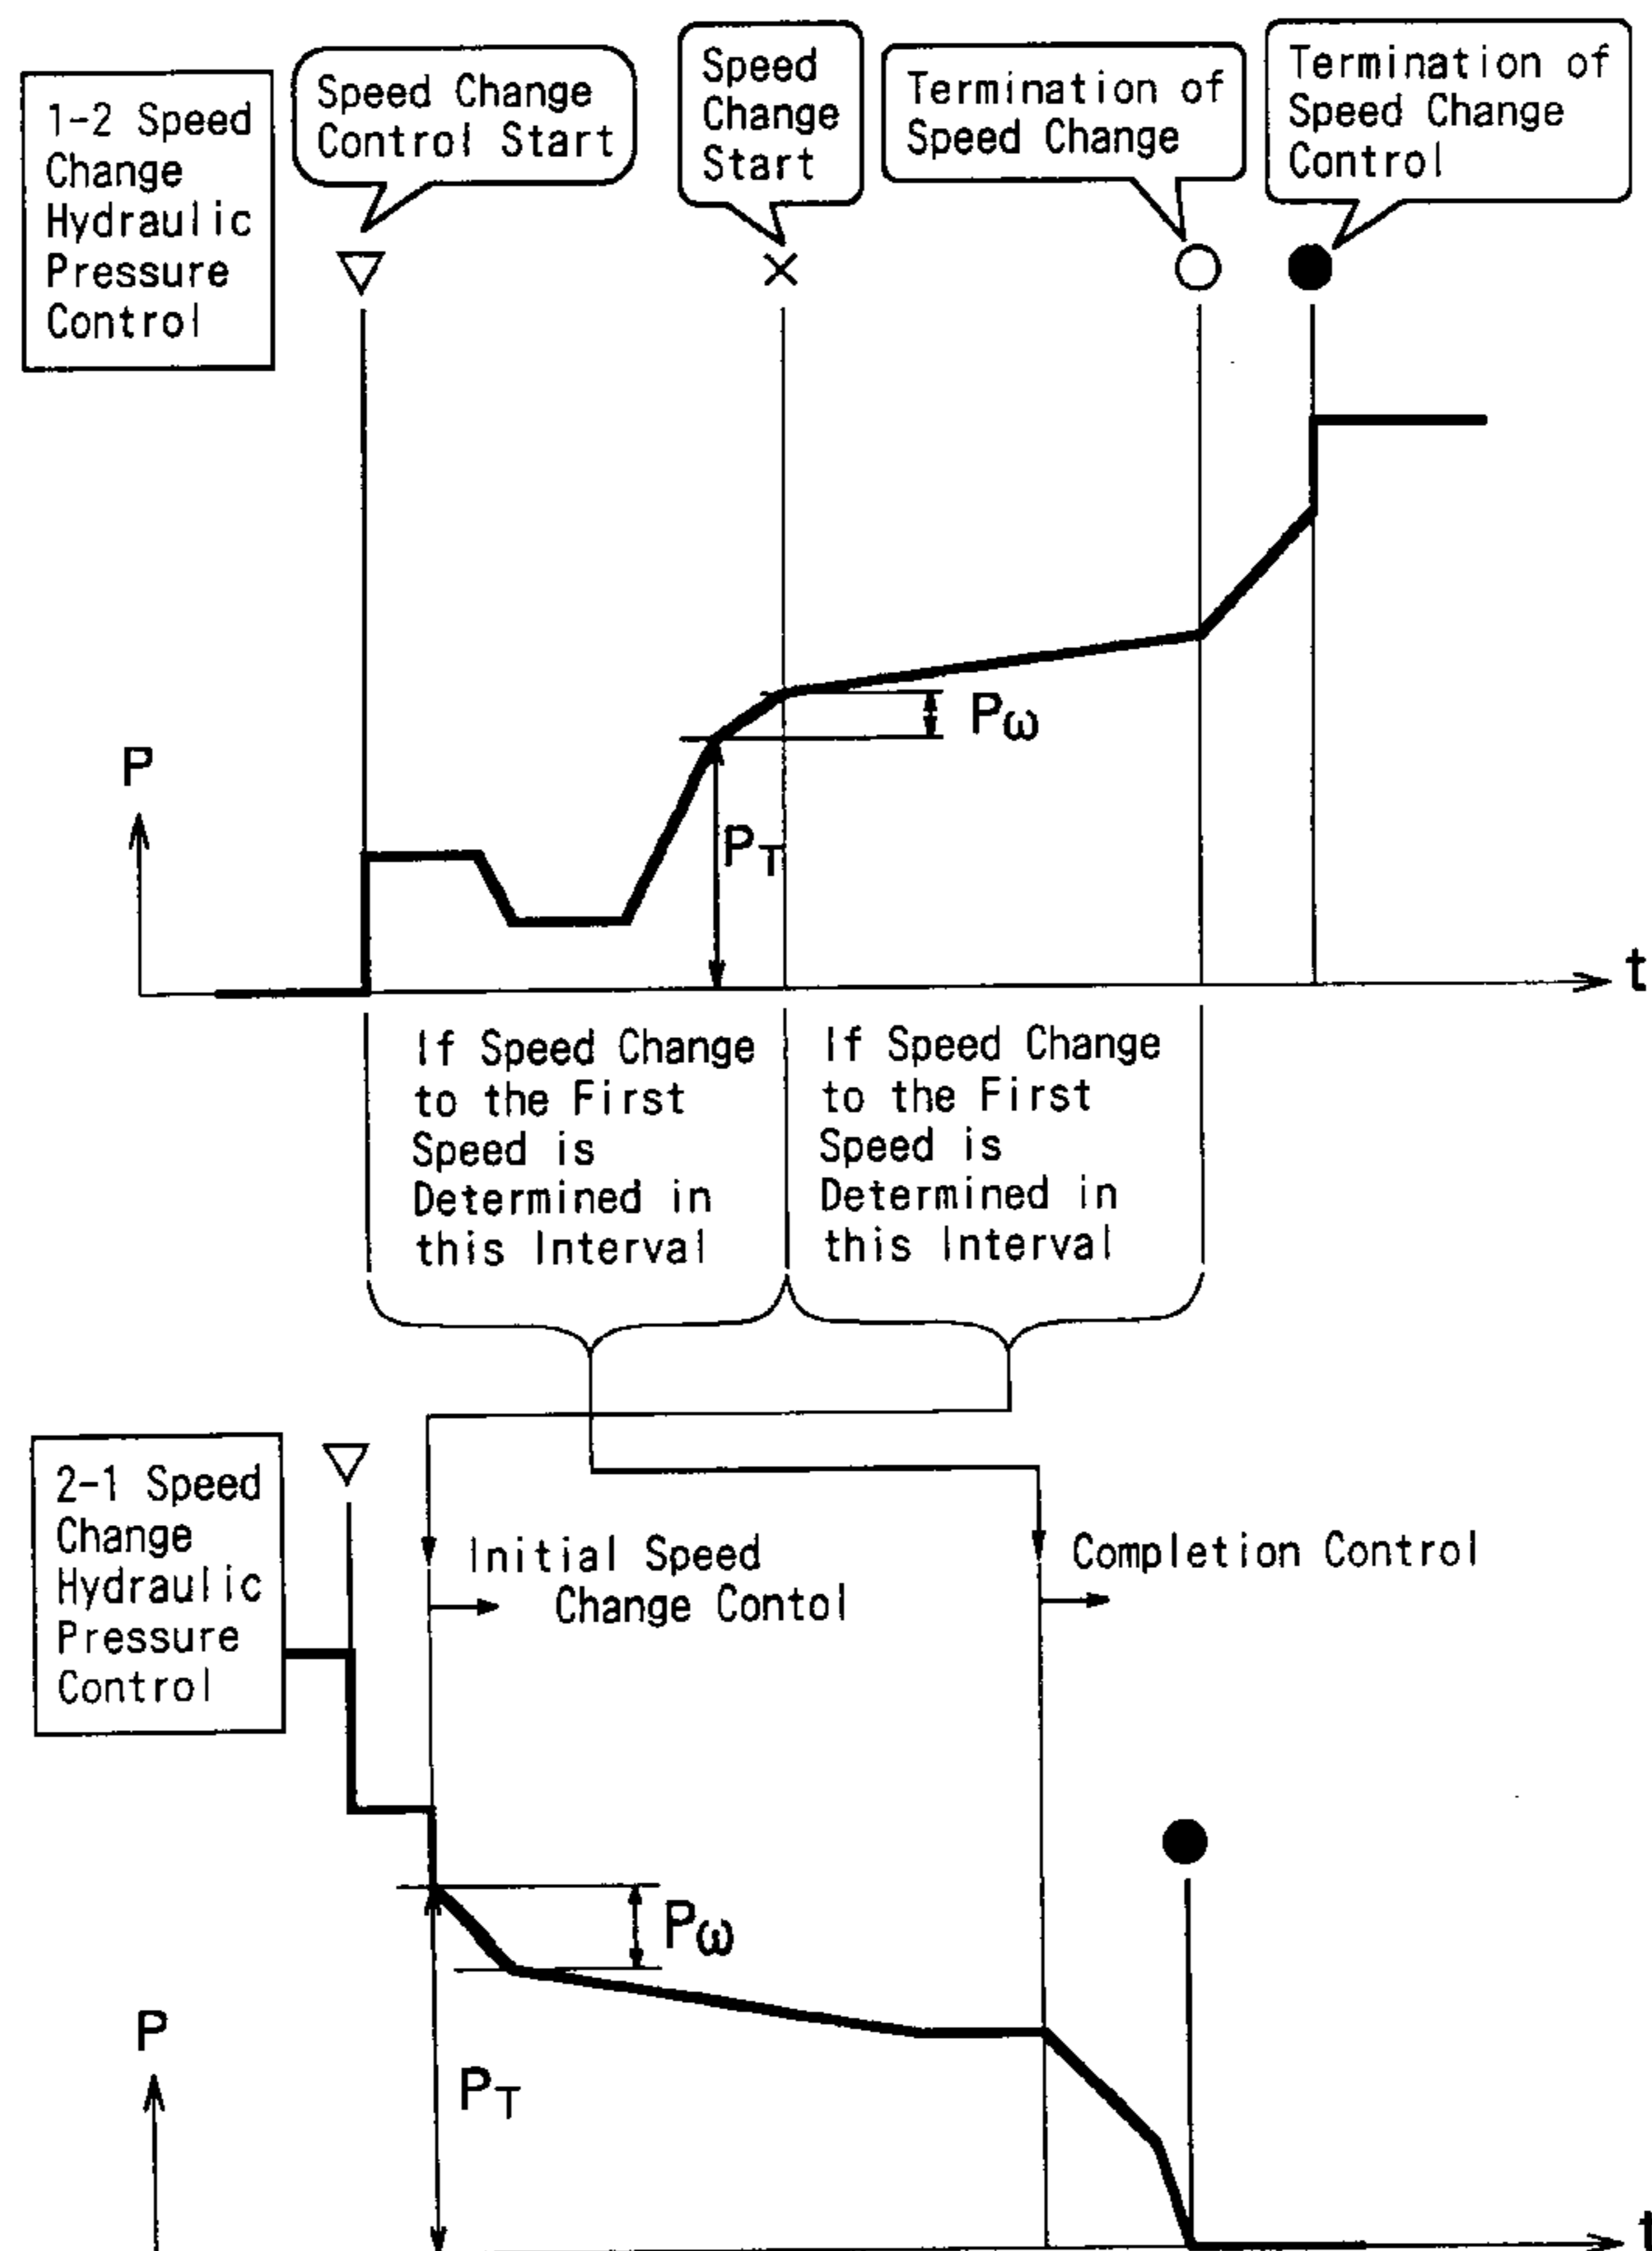 1-2 Speed
Change
Hydraulic
Pressure
Control
Speed Change
Control Start
Speed
Change
Start
Termination of
Speed Change
Termination of
Speed Change
Control
P
Pω
PT
t
If Speed Change
to the First
Speed is
Determined in
this Interval
If Speed Change
to the First
Speed is
Determined in
this Interval
2-1 Speed
Change
Hydraulic
Pressure
Control
Initial Speed
Change Contol
Completion Control
Pω
P
PT
t